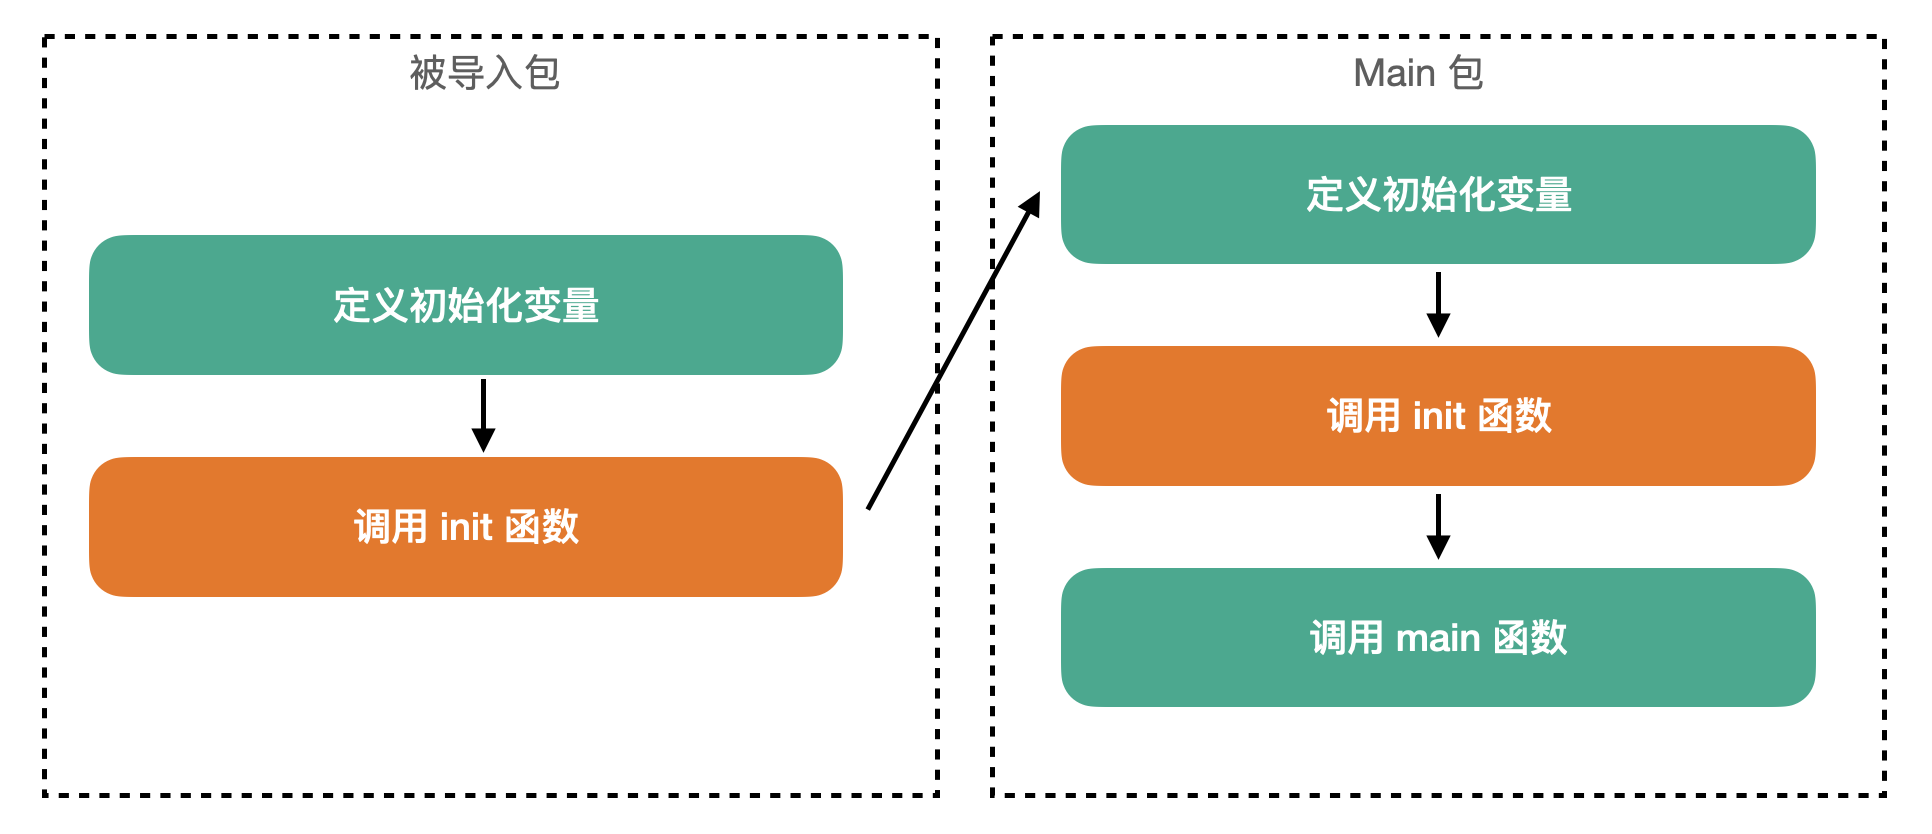 被导入包
定义初始化变量
调用 init 函数
Main 包
定义初始化变量
调用 init 函数
调用 main 函数